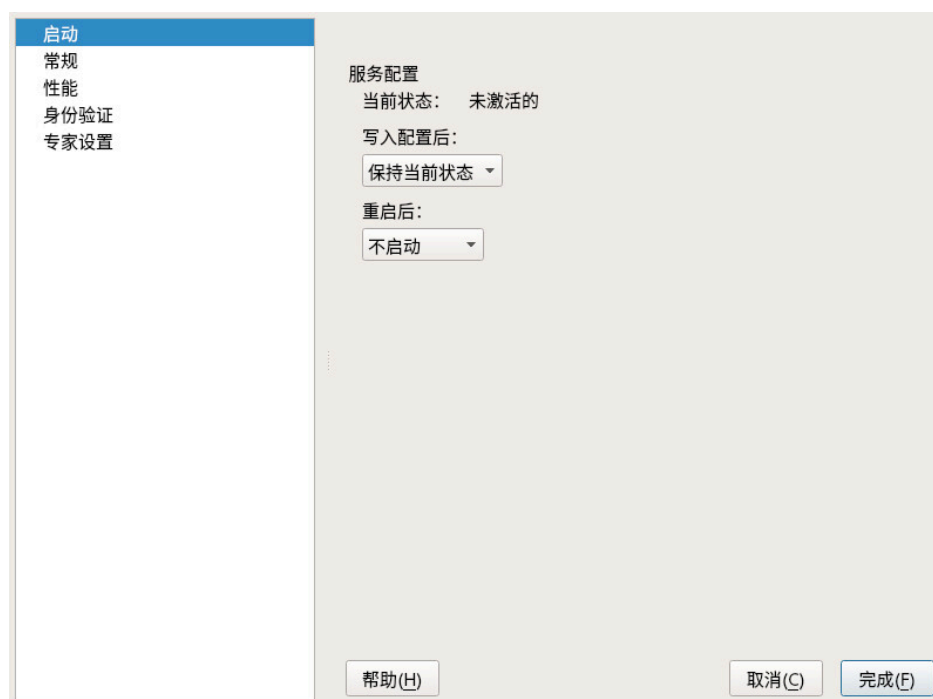 启动
常规
性能
身份验证
专家设置
服务配置
当前状态： 未激活的
写入配置后：
保持当前状态
重启后：
不启动
帮助(H)
取消(C)
完成(F)